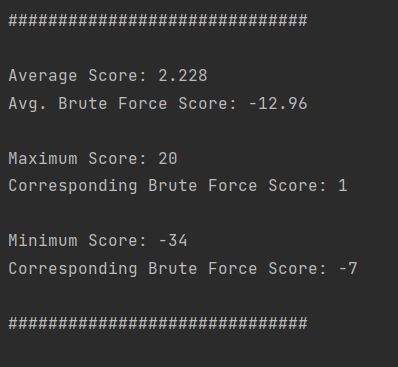 ##############################
Average Score: 2.228
Avg. Brute Force Score: -12.96
Maximum Score: 20
Corresponding Brute Force Score: 1
Minimum Score: -34
Corresponding Brute Force Score: -7
##############################